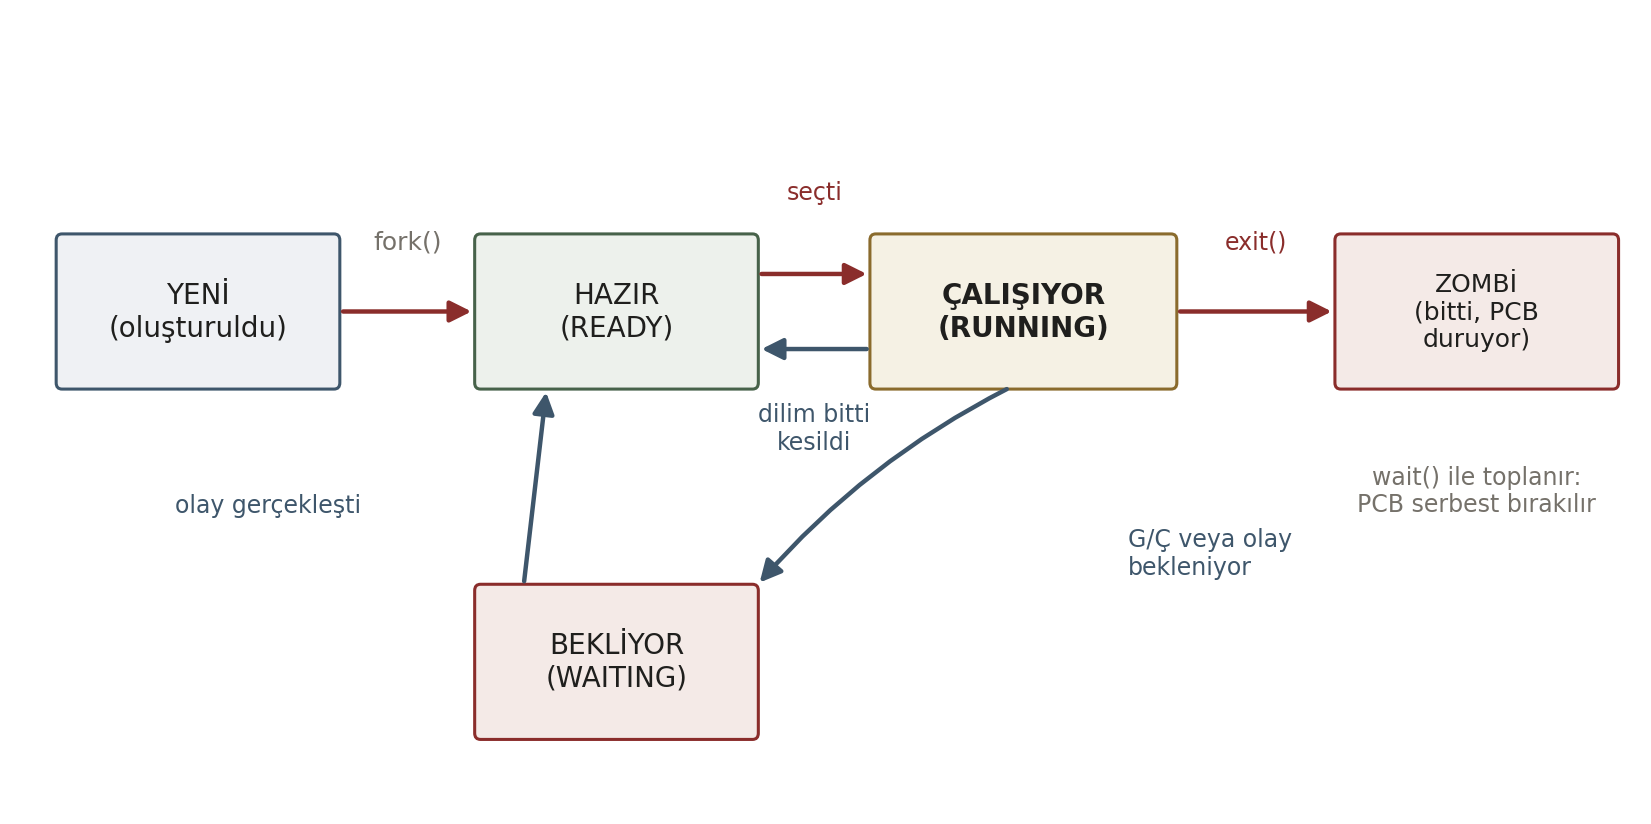 seçti
YENİ
(oluşturuldu)
fork()
HAZIR
(READY)
ÇALIŞIYOR
(RUNNING)
exit()
ZOMBİ
(bitti, PCB
duruyor)
dilim bitti
kesildi
olay gerçekleşti
wait() ile toplanır:
PCB serbest bırakılır
G/Ç veya olay
bekleniyor
BEKLİYOR
(WAITING)